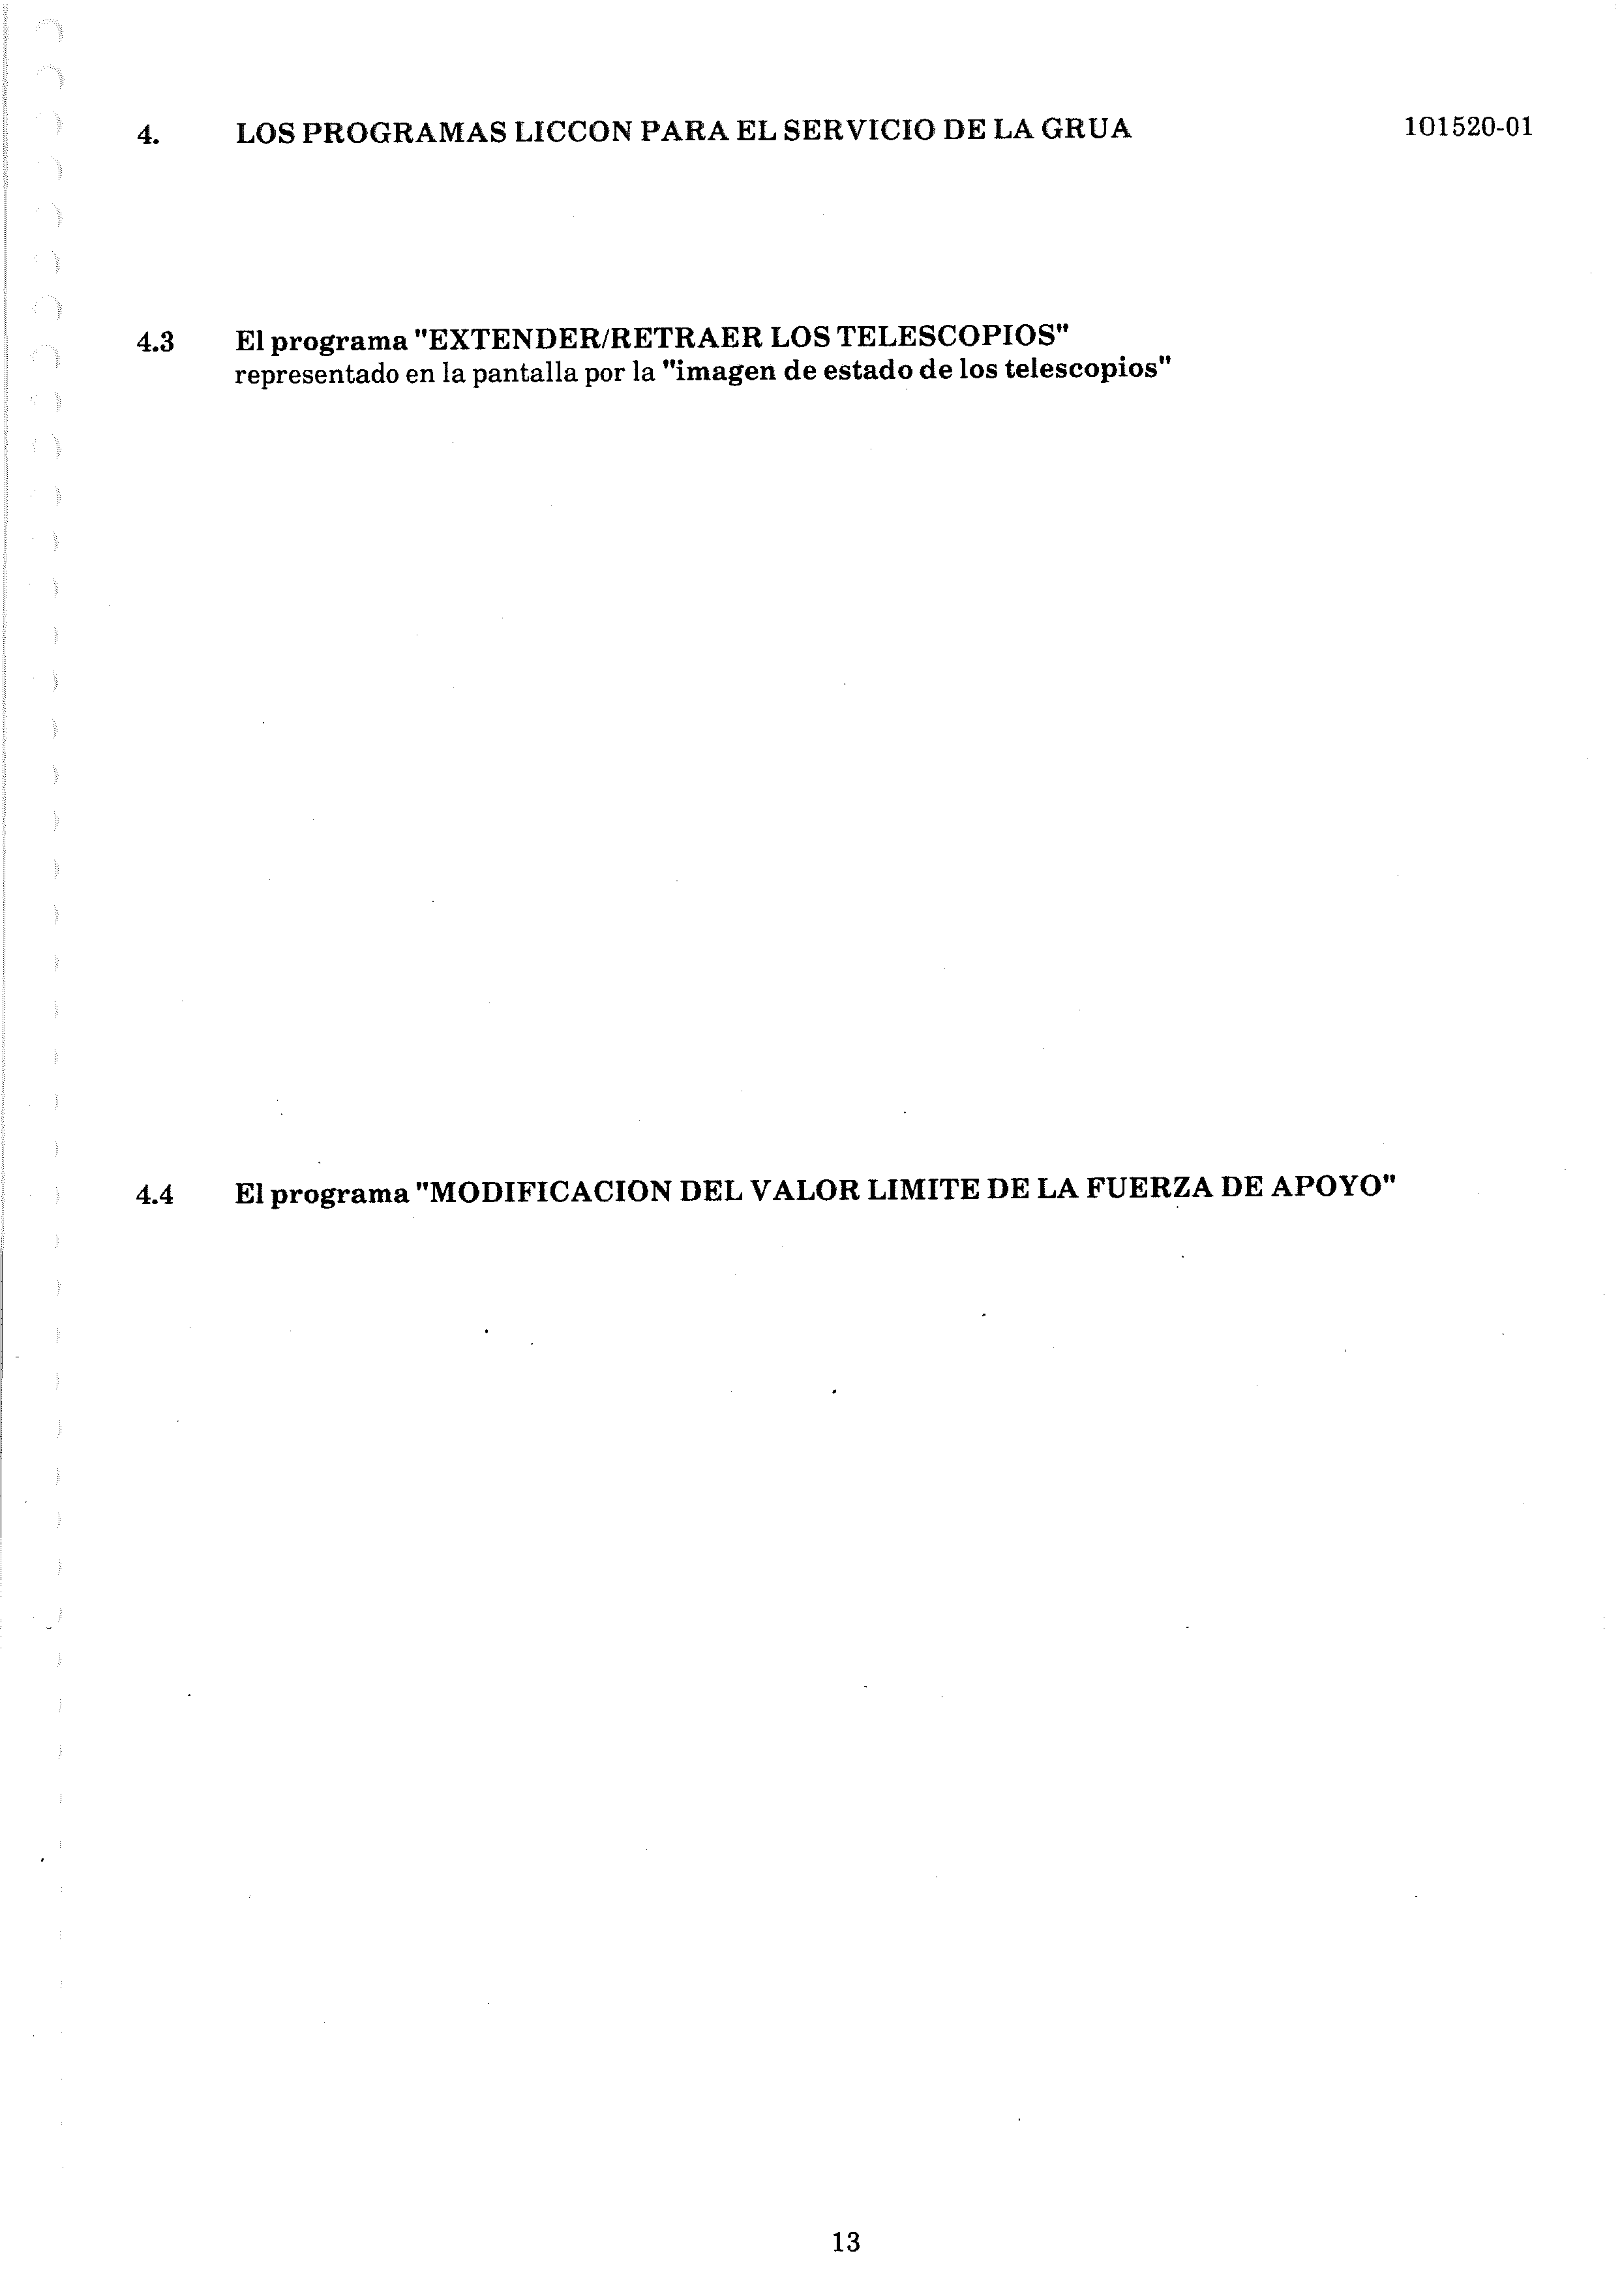 4. LOS PROGRAMAS LICCON PARA EL SERVICIO DE LA GRUA 101520-01
4.3 El programa "EXTENDER/RETRAER LOS TELESCOPIOS"
representado en la pantalla por la "imagen de estado de los telescopios"
4.4 El programa "MODIFICACION DEL VALOR LIMITE DE LA FUERZA DE APOYO"
13